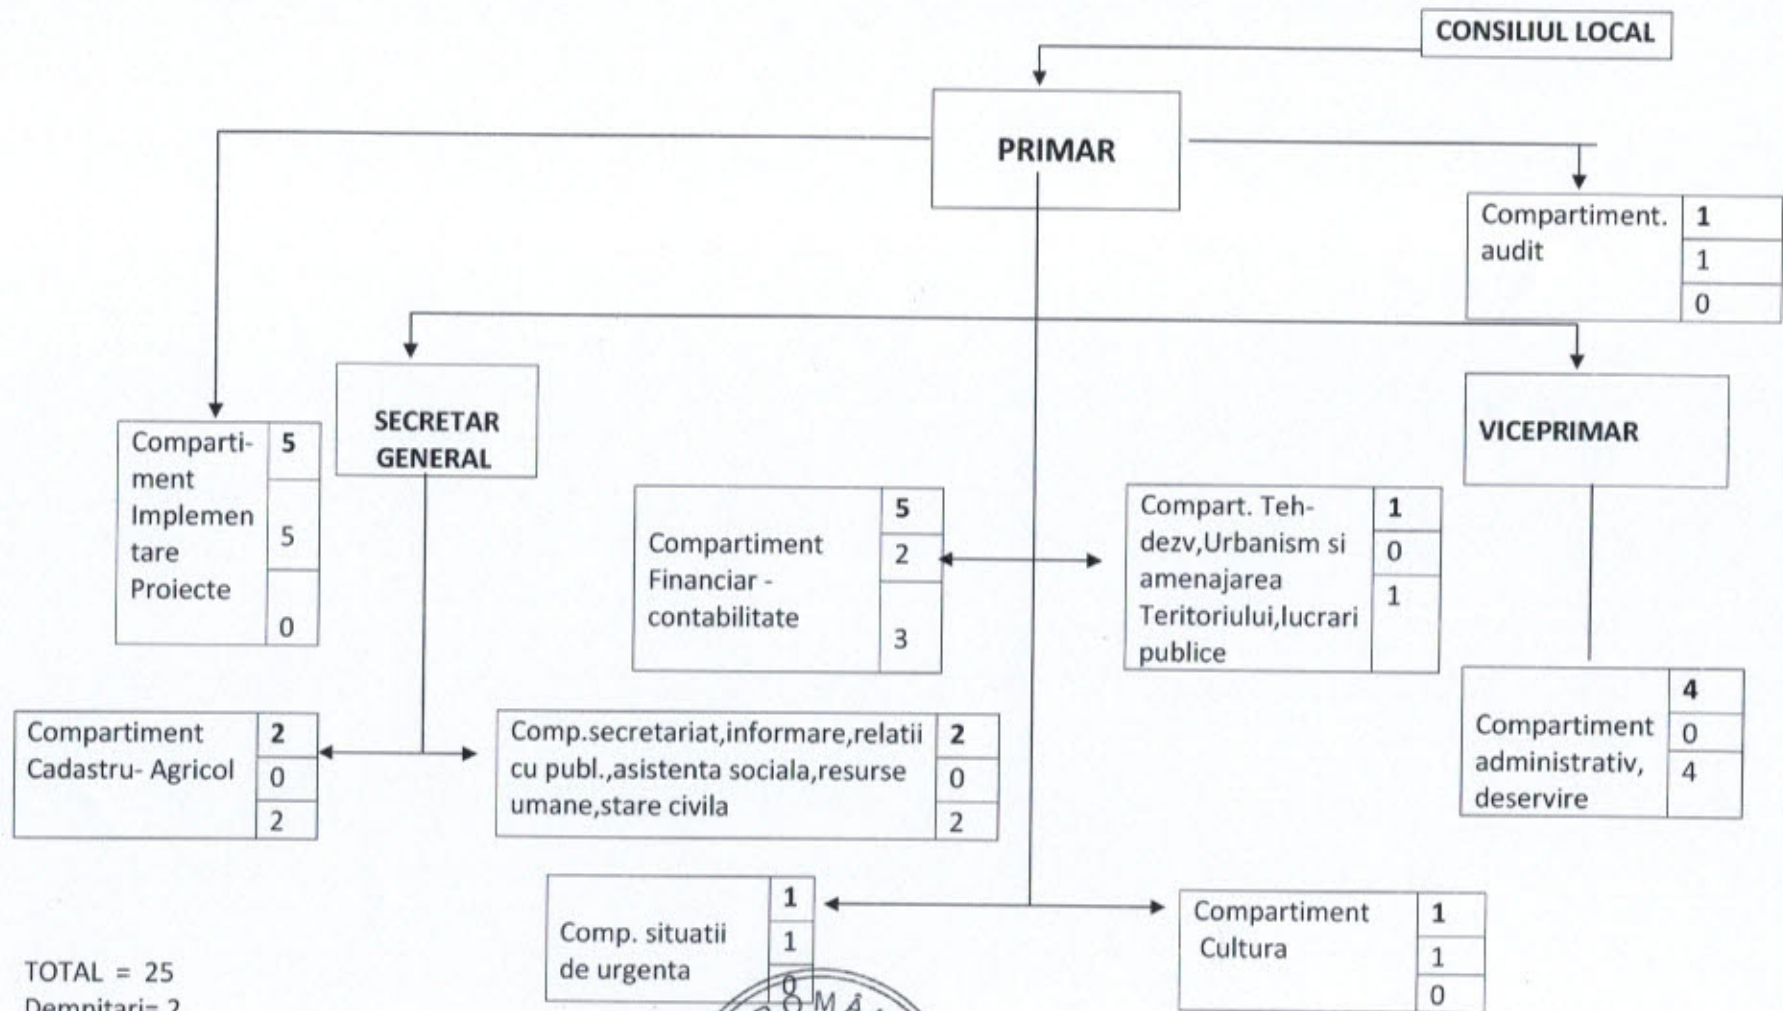 CONSILIUL LOCAL
PRIMAR
Compartiment.
audit
1
1
0
SECRETAR
GENERAL
VICEPRIMAR
Comparti-
ment
Implemen
tare
Proiecte
5
5
0
Compartiment
Financiar -
contabilitate
5
2
3
Compart. Teh-
dezv,Urbanism si
amenajarea
Teritoriului,lucrari
publice
1
0
1
Compartiment
administrativ,
deservire
4
0
4
Compartiment
Cadastru- Agricol
2
0
2
Comp.secretariat,informare,relatii
cu publ.,asistenta sociala,resurse
umane,stare civila
2
0
2
Comp. situatii
de urgenta
1
1
0
Compartiment
Cultura
1
1
0
TOTAL = 25
Demnitari= 2